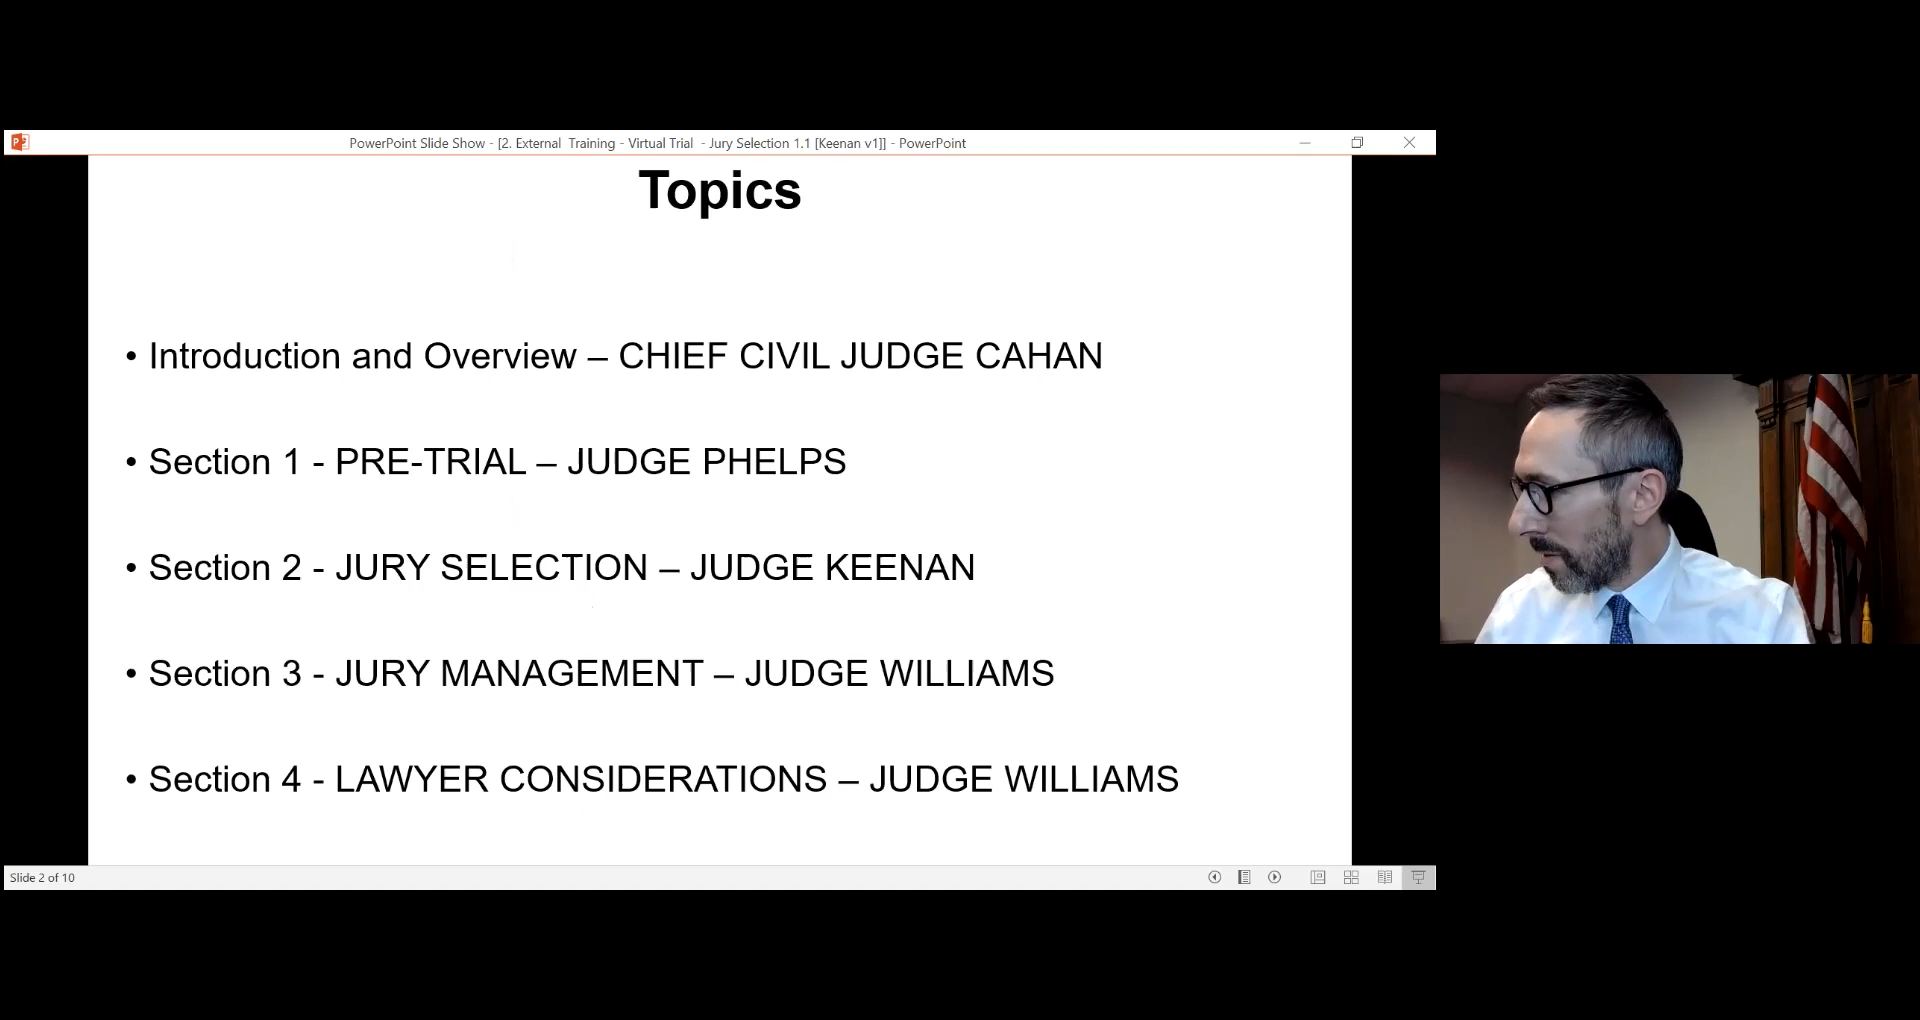 PowerPoint Slide Show - [2. External  Training - Virtual Trial  - Jury Selection 1.1 [Keenan v1]] - PowerPoint
Topics
• Introduction and Overview – CHIEF CIVIL JUDGE CAHAN
• Section 1 - PRE-TRIAL – JUDGE PHELPS
• Section 2 - JURY SELECTION – JUDGE KEENAN
• Section 3 - JURY MANAGEMENT – JUDGE WILLIAMS
• Section 4 - LAWYER CONSIDERATIONS – JUDGE WILLIAMS
Slide 2 of 10